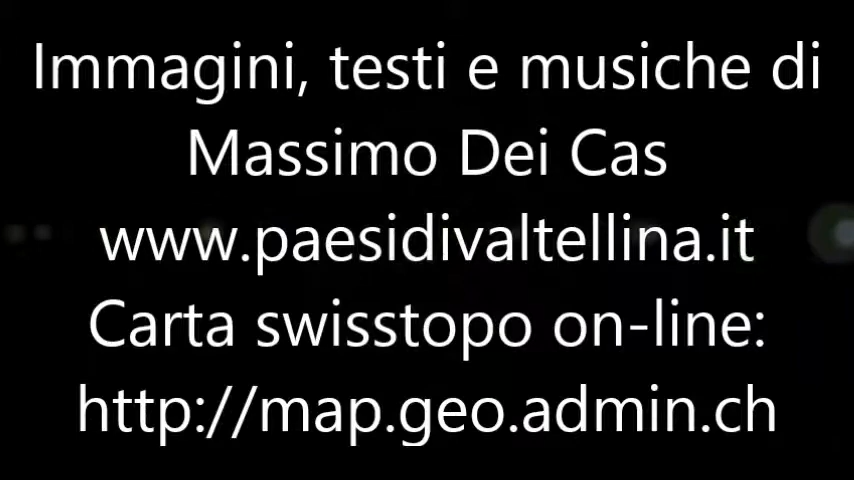 Immagini, testi e musiche di
Massimo Dei Cas
www.paesidivaltellina.it
Carta swisstopo on-line:
http://map.geo.admin.ch